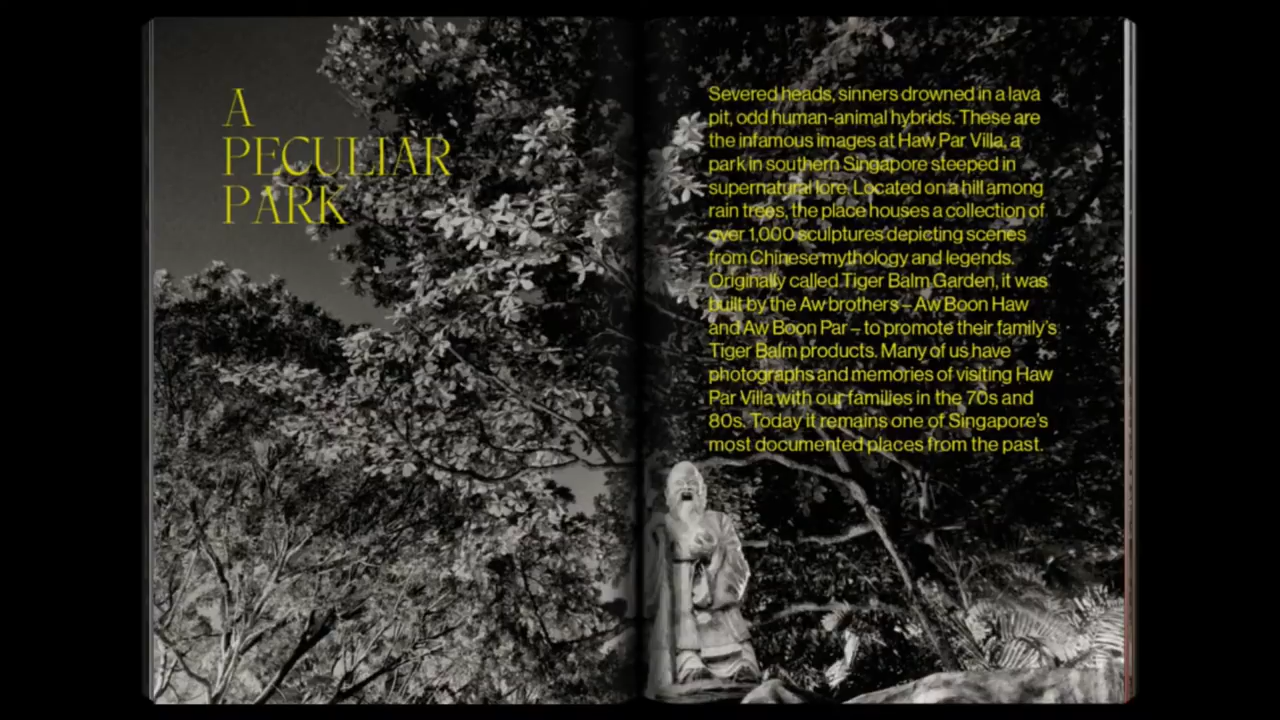 A
PECULIAR
PARK
Severed heads, sinners drowned in a lava
pit, odd human-animal hybrids. These are
the infamous images at Haw Par Villa, a
park in southern Singapore steeped in
supernatural lore. Located on a hill among
rain trees, the place houses a collection of
over 1,000 sculptures depicting scenes
from Chinese mythology and legends.
Originally called Tiger Balm Garden, it was
built by the Aw brothers – Aw Boon Haw
and Aw Boon Par – to promote their family's
Tiger Balm products. Many of us have
photographs and memories of visiting Haw
Par Villa with our families in the 70s and
80s. Today it remains one of Singapore's
most documented places from the past.